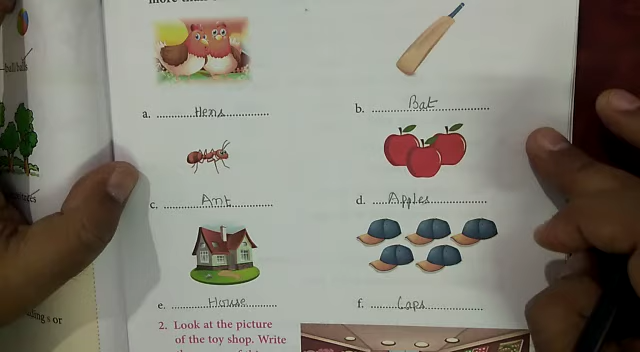 a. Hens
b. Bat
c. Ant
d. Apples
e. House
f. Caps
2. Look at the picture
of the toy shop. Write